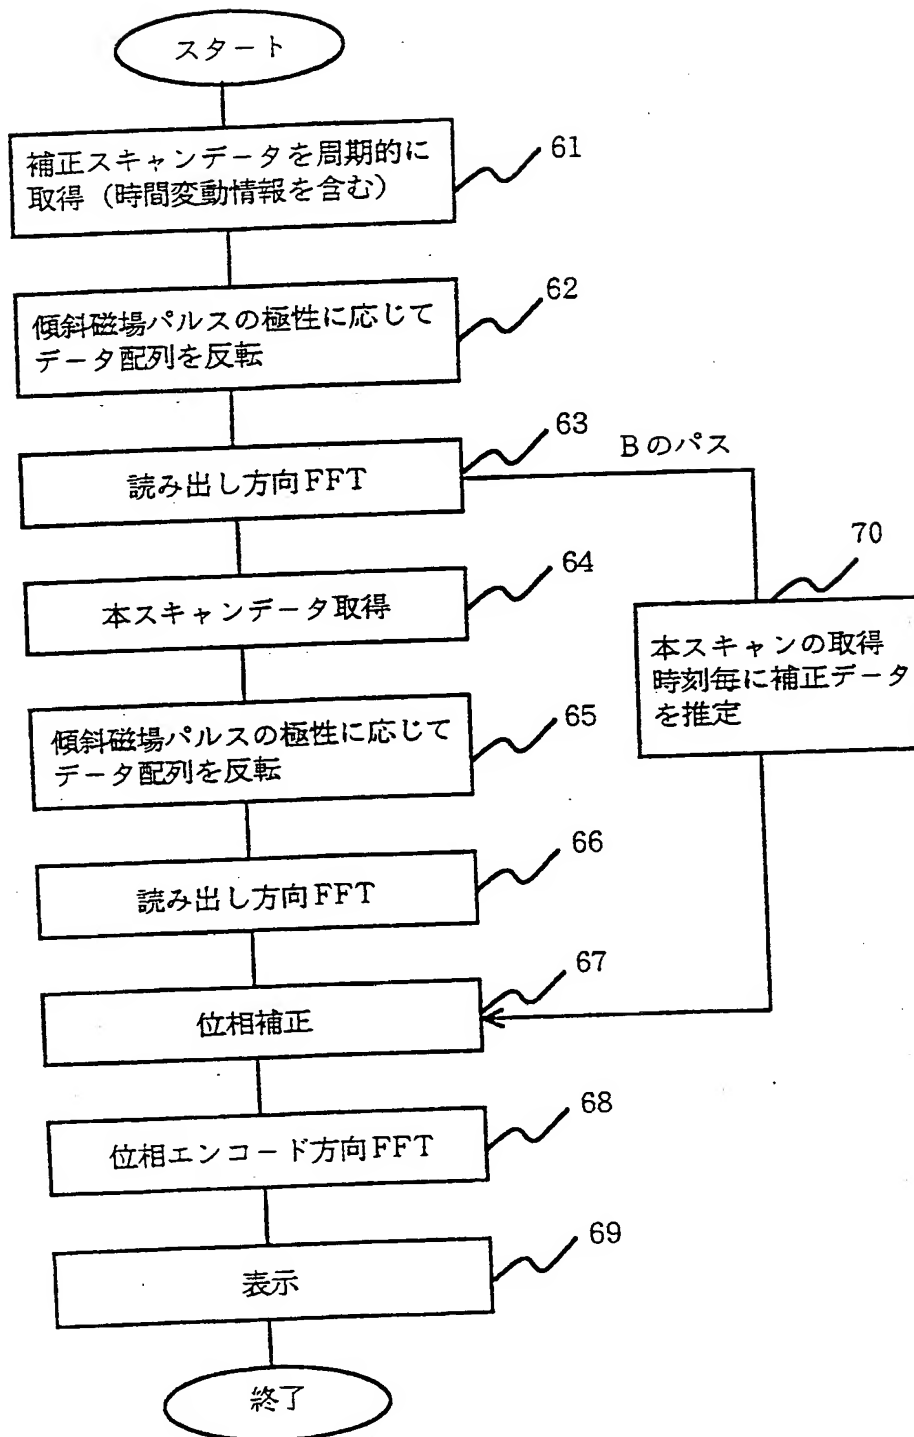 スタート
補正スキャンデータを周期的に
取得（時間変動情報を含む）
61
傾斜磁場パルスの極性に応じて
データ配列を反転
62
読み出し方向FFT
63
Bのパス
本スキャンデータ取得
64
70
本スキャンの取得
時刻毎に補正データ
を推定
傾斜磁場パルスの極性に応じて
データ配列を反転
65
読み出し方向FFT
66
位相補正
67
位相エンコード方向FFT
68
表示
69
終了